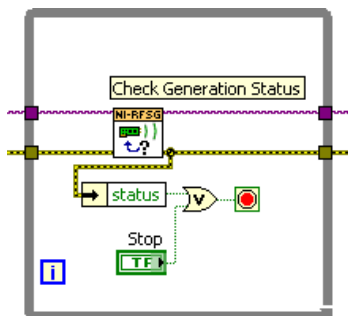 Check Generation Status
NI-RFSG
?
status
V
Stop
TF
i